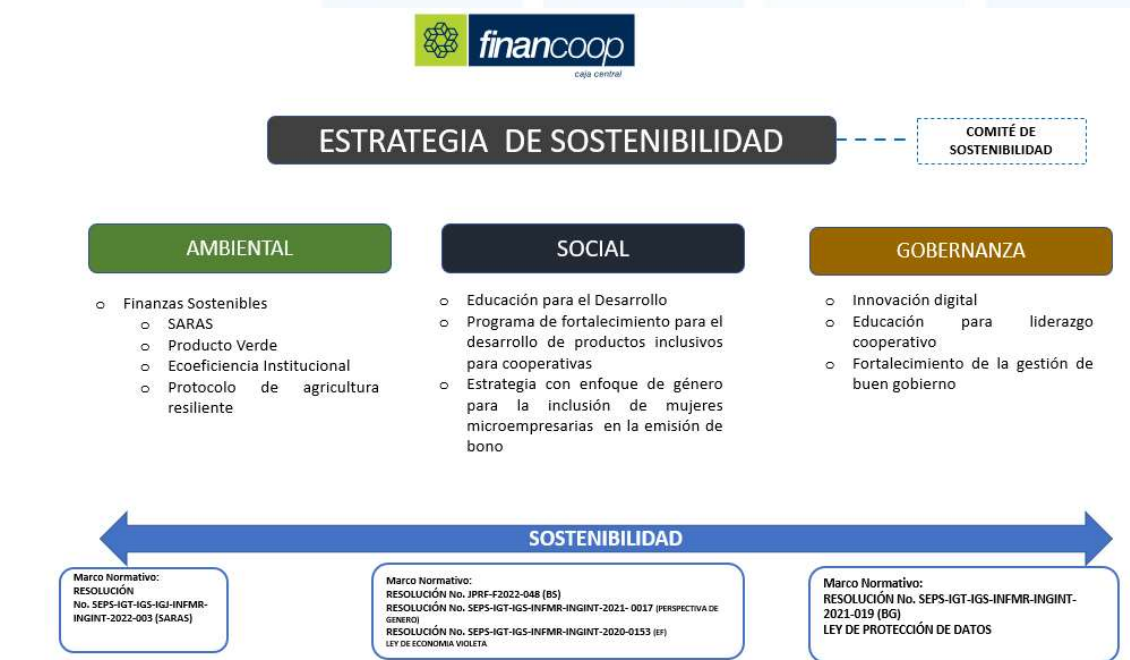 financoop
caja central
ESTRATEGIA DE SOSTENIBILIDAD
COMITÉ DE
SOSTENIBILIDAD
AMBIENTAL
o Finanzas Sostenibles
o SARAS
o Producto Verde
o Ecoeficiencia Institucional
o Protocolo de agricultura
resiliente
SOCIAL
o Educación para el Desarrollo
o Programa de fortalecimiento para el
desarrollo de productos inclusivos
para cooperativas
o Estrategia con enfoque de género
para la inclusión de mujeres
microempresarias en la emisión de
bono
GOBERNANZA
o Innovación digital
o Educación para liderazgo
cooperativo
o Fortalecimiento de la gestión de
buen gobierno
SOSTENIBILIDAD
Marco Normativo:
RESOLUCIÓN
No. SEPS-IGT-IGS-IGJ-INFMR-
INGINT-2022-003 (SARAS)
Marco Normativo:
RESOLUCIÓN No. JPRF-F2022-048 (BS)
RESOLUCIÓN No. SEPS-IGT-IGS-INFMR-INGINT-2021- 0017 (PERSPECTIVA DE
GENERO)
RESOLUCIÓN No. SEPS-IGT-IGS-INFMR-INGINT-2020-0153 (EF)
LEY DE ECONOMIA VIOLETA
Marco Normativo:
RESOLUCIÓN No. SEPS-IGT-IGS-INFMR-INGINT-
2021-019 (BG)
LEY DE PROTECCIÓN DE DATOS